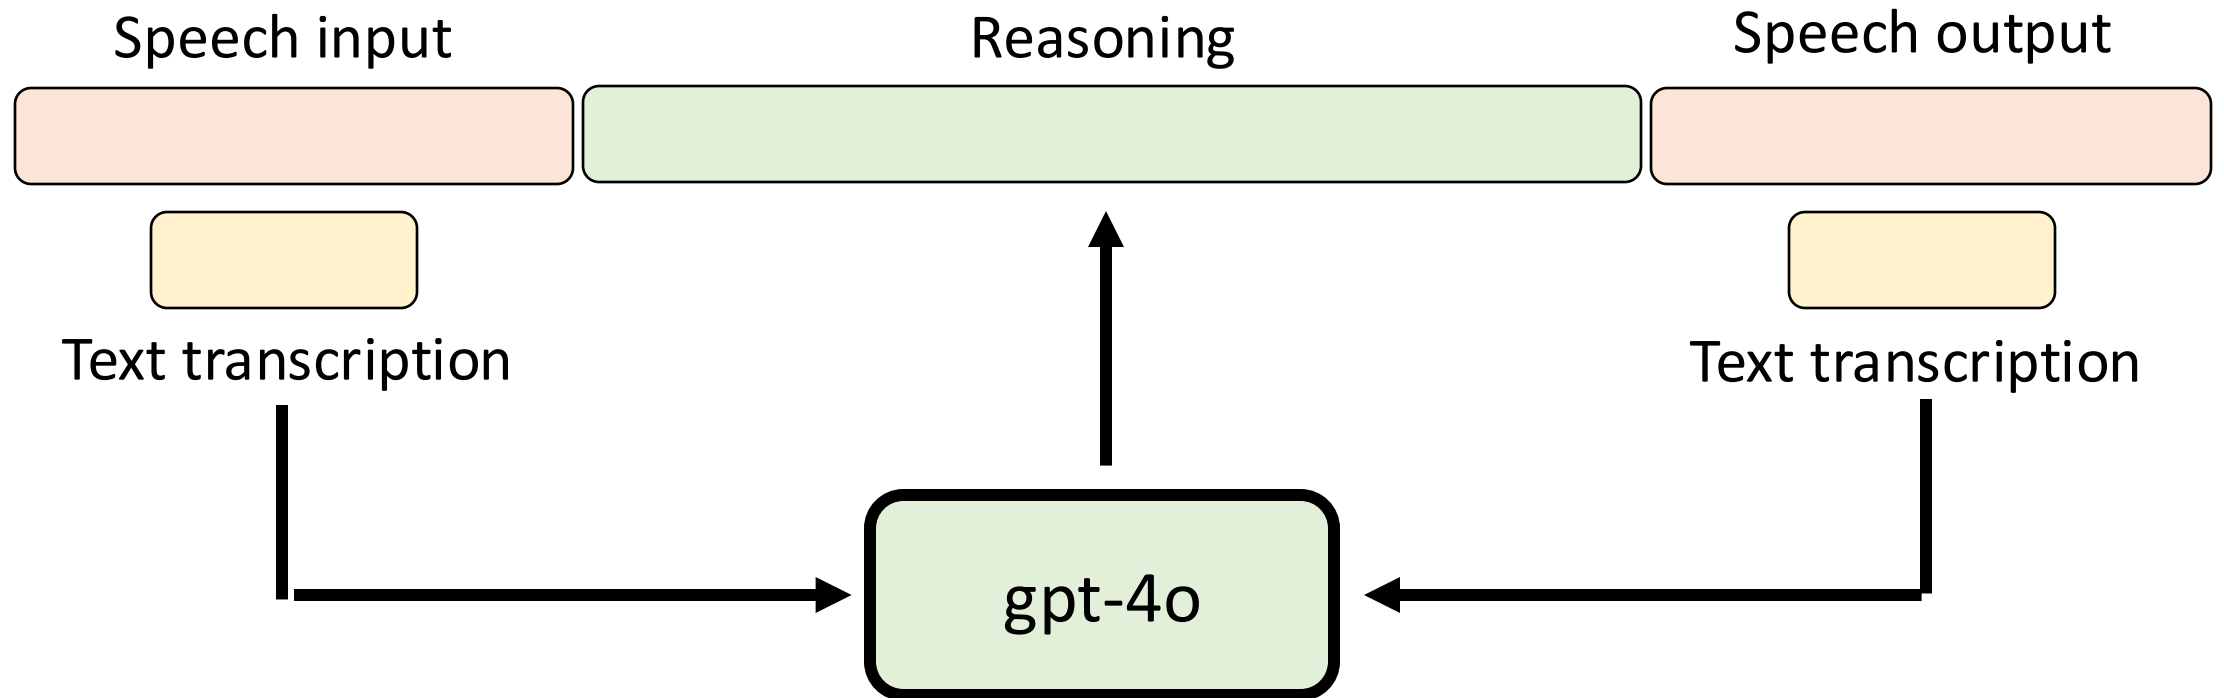 Speech input
Reasoning
Speech output
Text transcription
Text transcription
gpt-4o